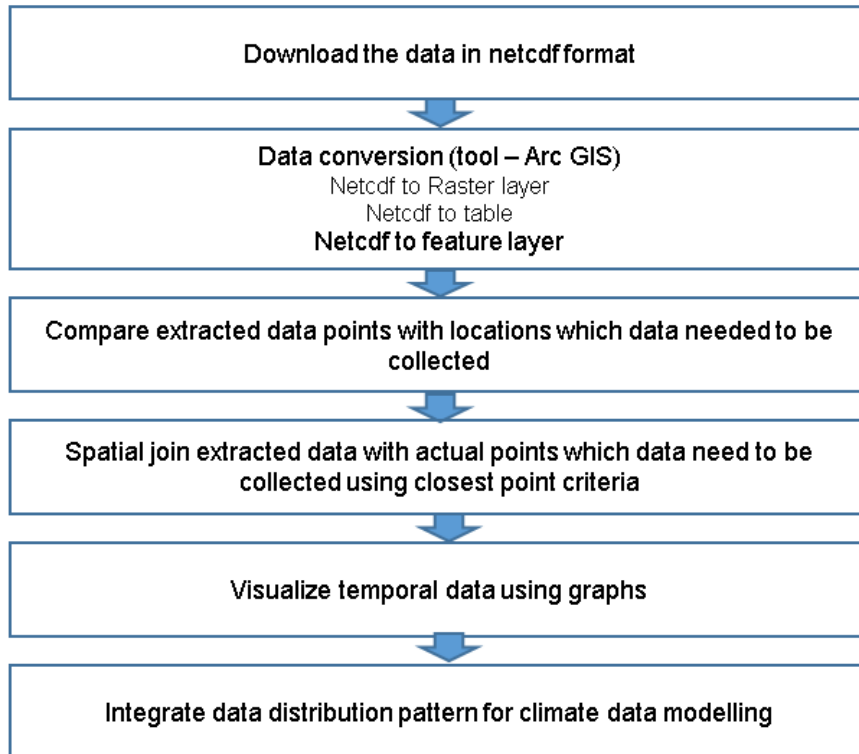 Download the data in netcdf format
Data conversion (tool – Arc GIS)
Netcdf to Raster layer
Netcdf to table
Netcdf to feature layer
Compare extracted data points with locations which data needed to be
collected
Spatial join extracted data with actual points which data need to be
collected using closest point criteria
Visualize temporal data using graphs
Integrate data distribution pattern for climate data modelling